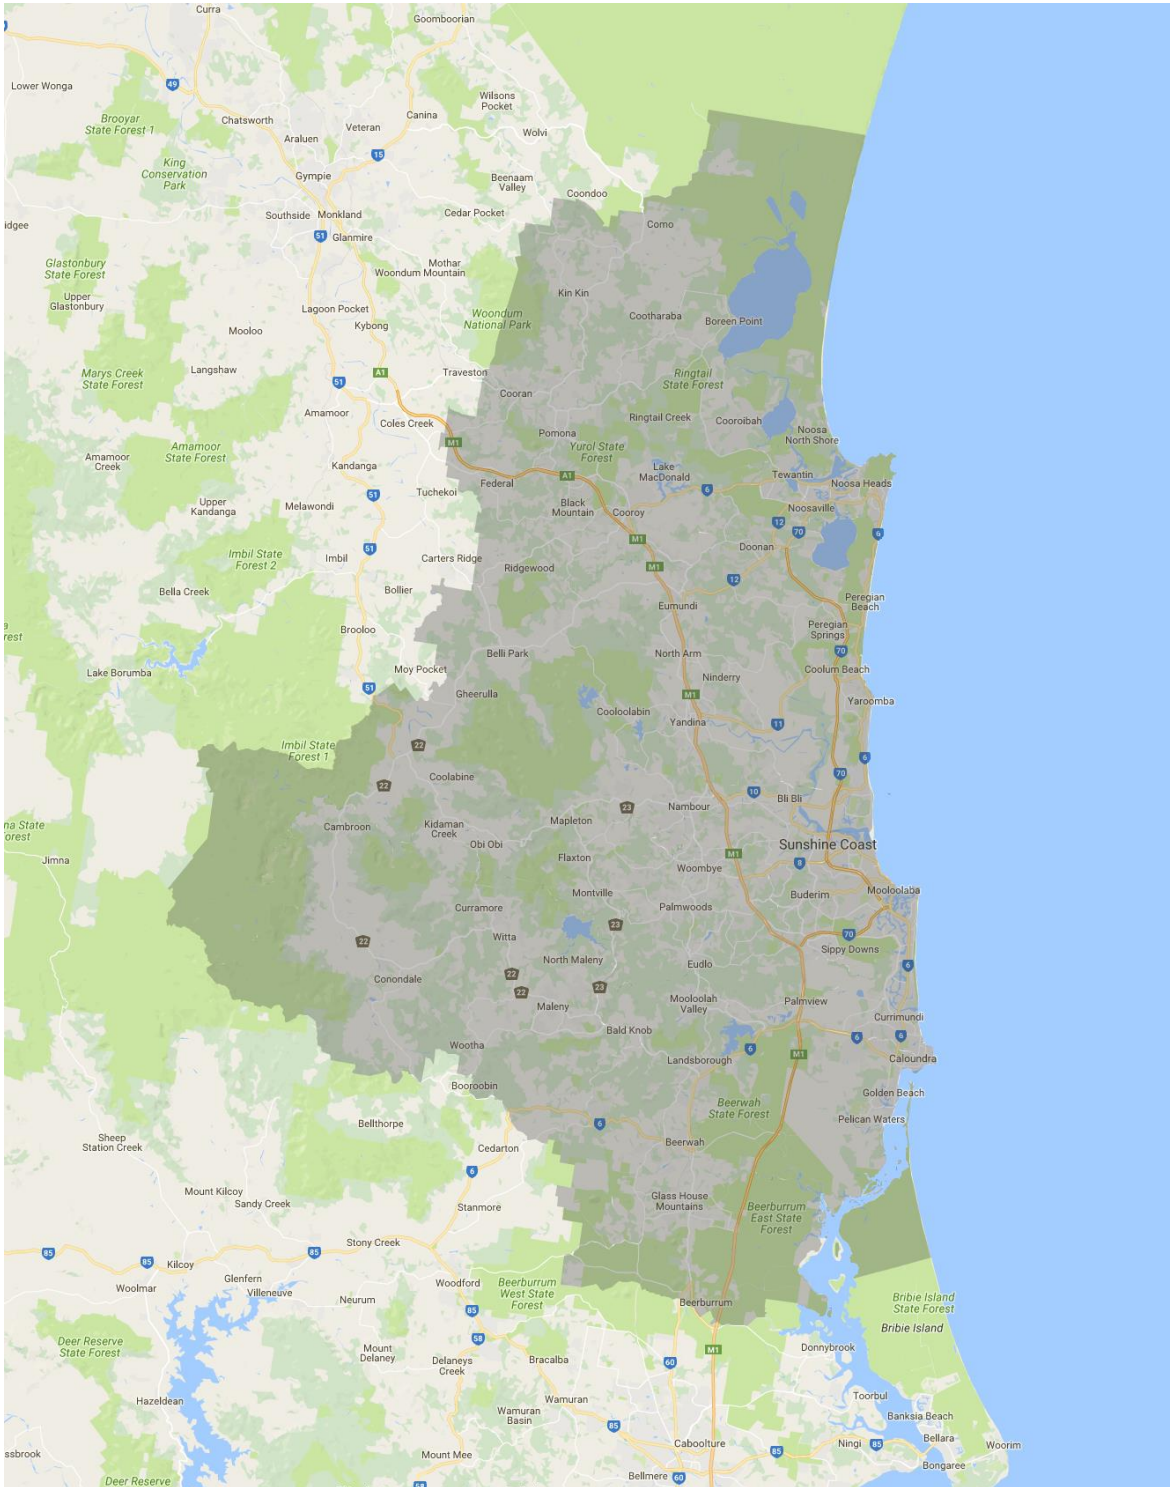 Curra
Goomboorian
Lower Wonga
49
Wilsons
Pocket
Brooyar
State Forest 1
Chatsworth
Canina
Veteran
Araluen
Wolvi
15
King
Conservation
Park
Gympie
Beenaam
Valley
Coondoo
Southside
Monkland
Cedar Pocket
idgee
51
Glanmire
Como
Glastonbury
State Forest
Mothar
Woondum Mountain
Upper
Glastonbury
Kin Kin
Lagoon Pocket
Woondum
National Park
Cootharaba
Boreen Point
Mooloo
Kybong
Marys Creek
State Forest
Langshaw
A1
51
Traveston
Ringtail
State Forest
Cooran
Amamoor
Coles Creek
Ringtail Creek
Cooroibah
Noosa
North Shore
Pomona
M1
Yurol State
Forest
Amamoor
State Forest
Amamoor
Creek
Kandanga
Lake
MacDonald
Tewantin
A1
Federal
Noosa Heads
6
51
Tuchekoi
Upper
Kandanga
Melawondi
Black
Mountain
Cooroy
Noosaville
12
70
6
M1
Doonan
51
Imbil State
Forest 2
Imbil
Carters Ridge
Ridgewood
M1
12
Bella Creek
Bollier
Eumundi
Peregian
Beach
Brooloo
Peregian
Springs
rest
70
Belli Park
North Arm
Moy Pocket
Coolum Beach
Lake Borumba
Ninderry
51
Gheerulla
M1
Yaroomba
Cooloolabin
Yandina
11
Imbil State
Forest 1
22
6
70
Coolabine
22
10
Bli Bli
Nambour
23
Cambroon
Kidaman
Creek
Mapleton
na State
Forest
Obi Obi
Sunshine Coast
Jimna
Flaxton
M1
8
Woombye
Montville
Buderim
Mooloolaba
Curramore
Palmwoods
23
22
Witta
70
Sippy Downs
North Maleny
Eudlo
6
Conondale
22
22
23
Mooloolah
Valley
Palmview
Maleny
Currimundi
Bald Knob
6
6
Wootha
6
M1
Landsborough
Caloundra
Booroobin
Golden Beach
Beerwah
State Forest
Bellthorpe
6
Pelican Waters
Sheep
Station Creek
Cedarton
Beerwah
6
Mount Kilcoy
Sandy Creek
Stanmore
Glass House
Mountains
Beerburrum
East State
Forest
Stony Creek
85
85
85
Kilcoy
Glenfern
Villeneuve
Woodford
Beerburrum
West State
Forest
Woolmar
Neurum
Beerburrum
Bribie Island
State Forest
85
Bribie Island
58
Deer Reserve
State Forest
Mount
Delaney
M1
Donnybrook
Delaneys
Creek
Bracalba
60
Hazeldean
Wamuran
Toorbul
Wamuran
Basin
85
Banksia Beach
ssbrook
Caboolture
85
Ningi
85
Bellara
Woorim
Mount Mee
Bongaree
Bellmere
60
Deer Reserve
58